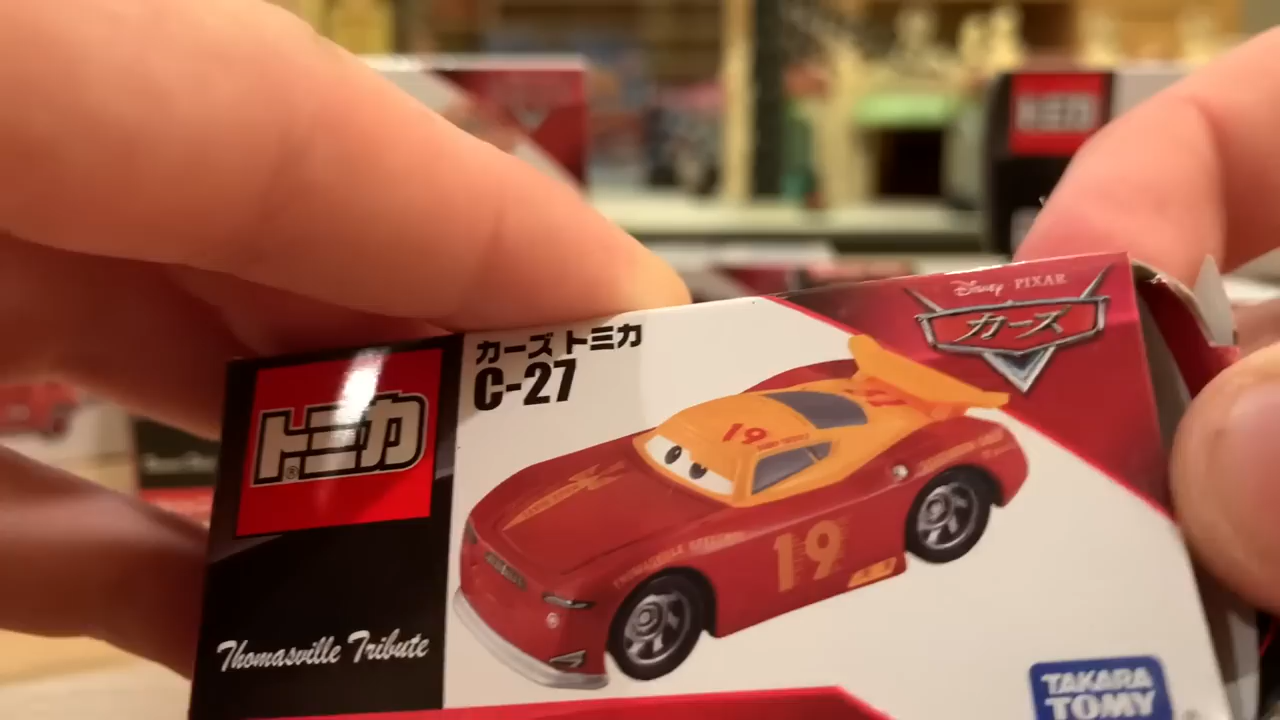 Disney PIXAR
カーズ
カーズ トミカ
C-27
トミカ
®
19
19
Thomasville Tribute
TAKARA
TOMY